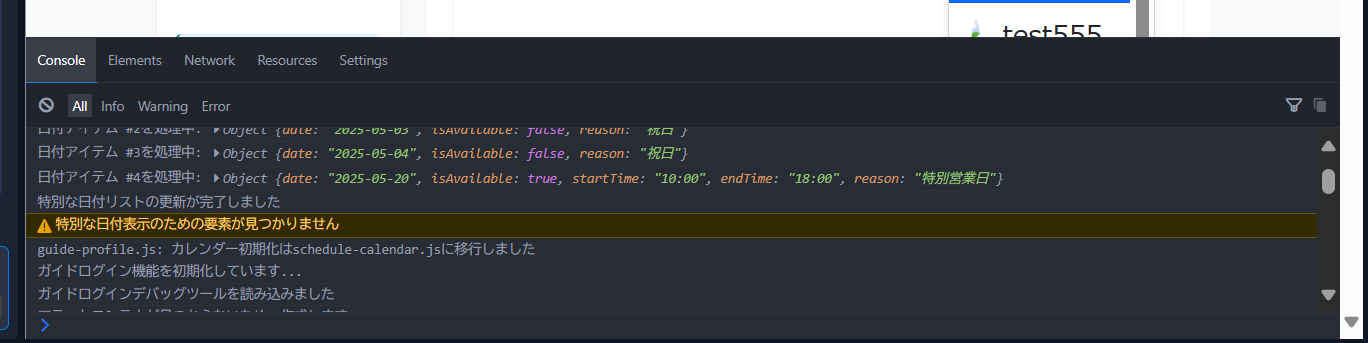 test555
Console Elements Network Resources Settings
All Info Warning Error
日付アイテム #2を処理中: ▶Object {date: "2025-05-03", isAvailable: false, reason: "祝日"}
日付アイテム #3を処理中: ▶Object {date: "2025-05-04", isAvailable: false, reason: "祝日"}
日付アイテム #4を処理中: ▶Object {date: "2025-05-20", isAvailable: true, startTime: "10:00", endTime: "18:00", reason: "特別営業日"}
特別な日付リストの更新が完了しました
特別な日付表示のための要素が見つかりません
guide-profile.js: カレンダー初期化はschedule-calendar.jsに移行しました
ガイドログイン機能を初期化しています...
ガイドログインデバッグツールを読み込みました